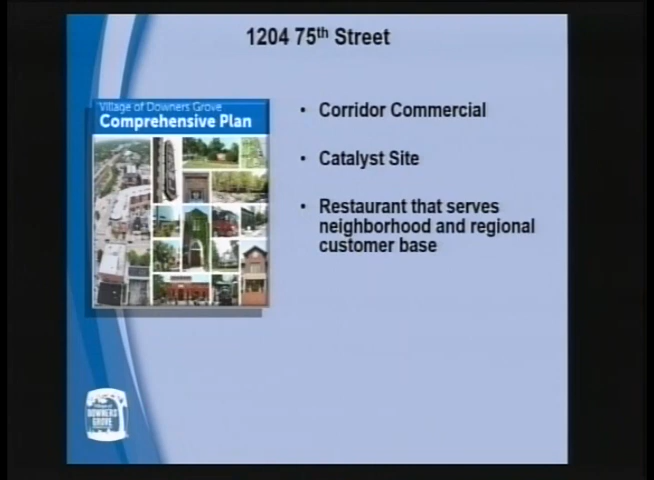 1204 75th Street
Village of Downers Grove
Comprehensive Plan
• Corridor Commercial
• Catalyst Site
• Restaurant that serves
neighborhood and regional
customer base
DOWNERS
GROVE